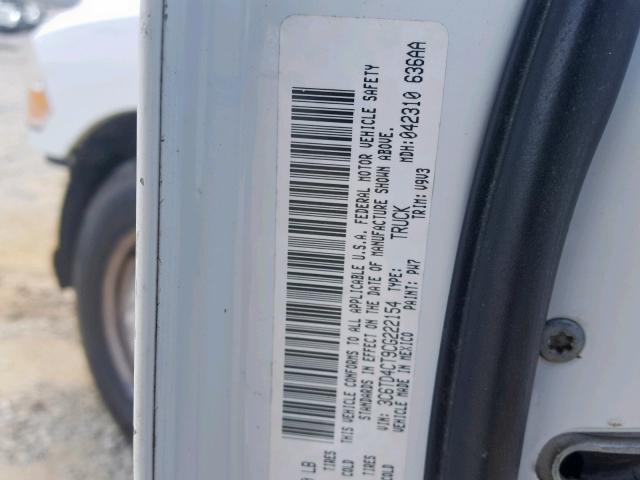 9 LB
TIRES
COLD
TIRES
COLD
THIS VEHICLE CONFORMS TO ALL APPLICABLE U.S.A. FEDERAL MOTOR VEHICLE SAFETY
STANDARDS IN EFFECT ON THE DATE OF MANUFACTURE SHOWN ABOVE.
VIN: 3C6TD4CT9CG222154 TYPE: TRUCK MDH:042310 636AA
VEHICLE MADE IN MEXICO PAINT: PW7 TRIM: V9V3